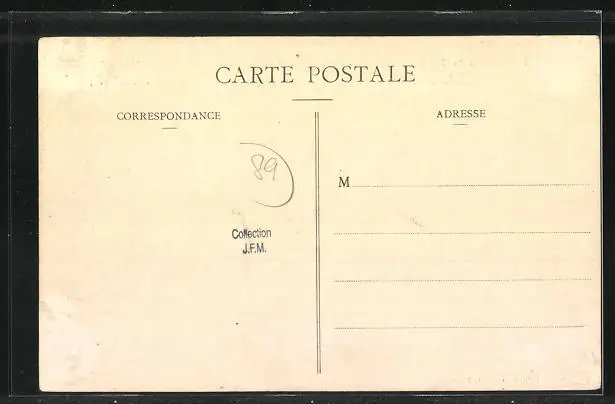 CARTE POSTALE
CORRESPONDANCE
ADRESSE
89
M
Collection
J.F.M.